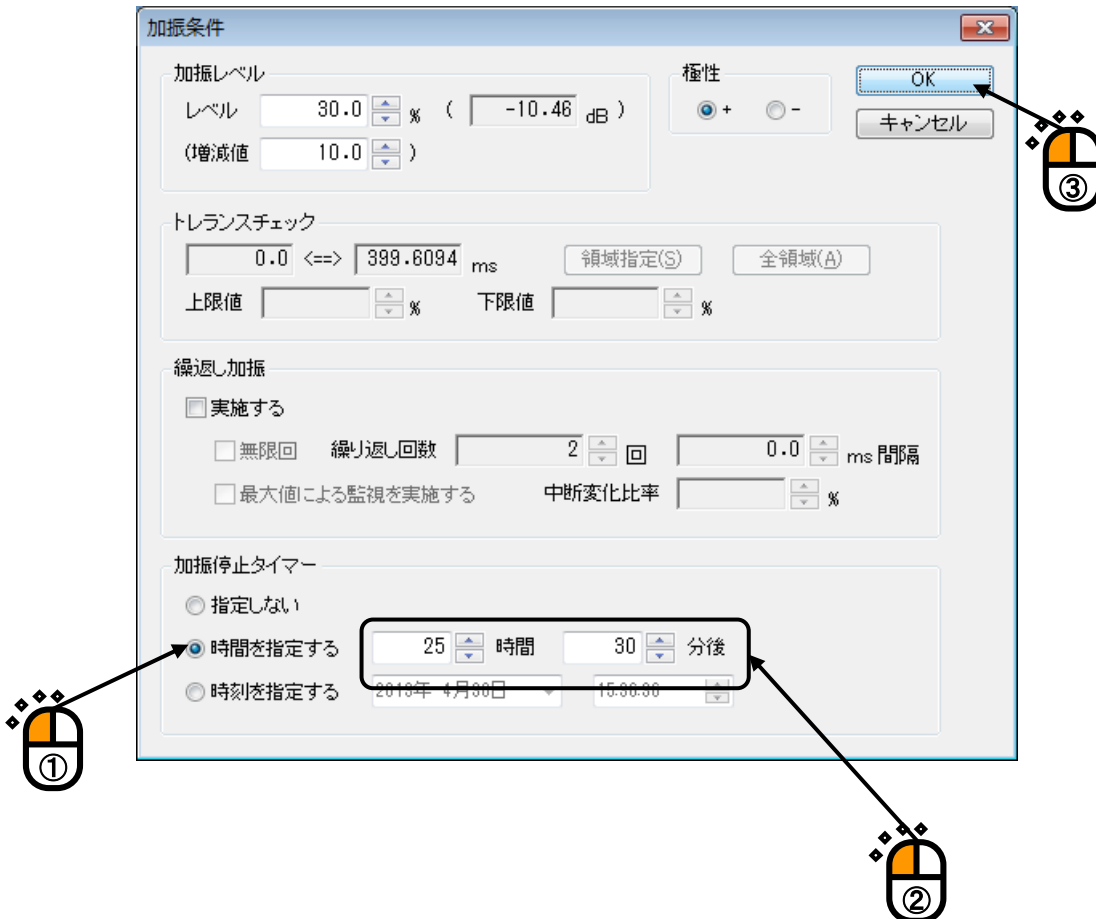 加振条件
加振レベル
レベル 30.0 % ( -10.46 dB )
(増減値 10.0 )
極性
+ -
OK
キャンセル
③
トレランスチェック
0.0 <==> 399.6094 ms 領域指定(S) 全領域(A)
上限値 % 下限値 %
繰返し加振
実施する
無限回 繰り返し回数 2 回 0.0 ms 間隔
最大値による監視を実施する 中断変化比率 %
加振停止タイマー
指定しない
時間を指定する 25 時間 30 分後
時刻を指定する
①
②